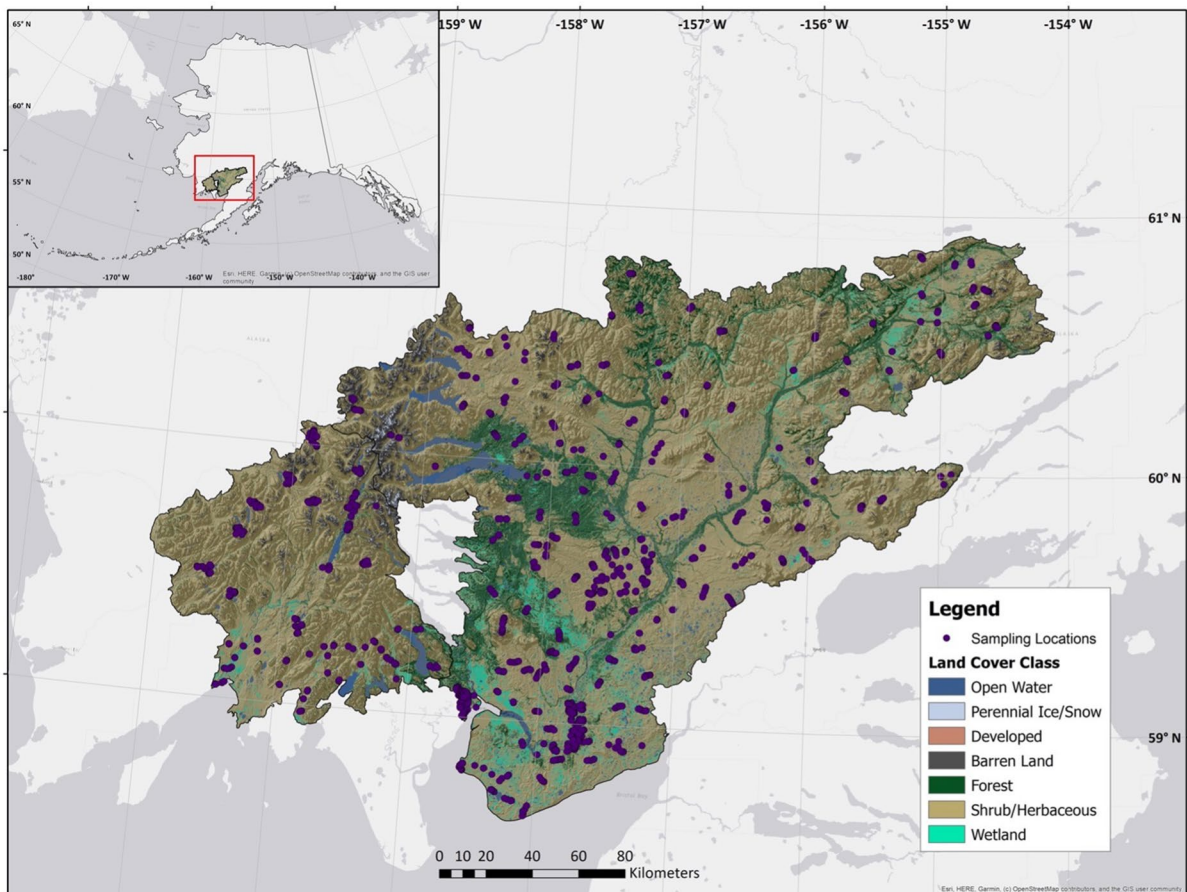 65° N
60° N
55° N
50° N
-180°
-170° W
-160° W
-150° W
-140° W
Esri, HERE, Garmin, (c) OpenStreetMap contributors, and the GIS user
community
159° W
-158° W
-157° W
-156° W
-155° W
-154° W
61° N
60° N
59° N
Legend
Sampling Locations
Land Cover Class
Open Water
Perennial Ice/Snow
Developed
Barren Land
Forest
Shrub/Herbaceous
Wetland
0 10 20 40 60 80
Kilometers
Esri, HERE, Garmin, (c) OpenStreetMap contributors, and the GIS user community